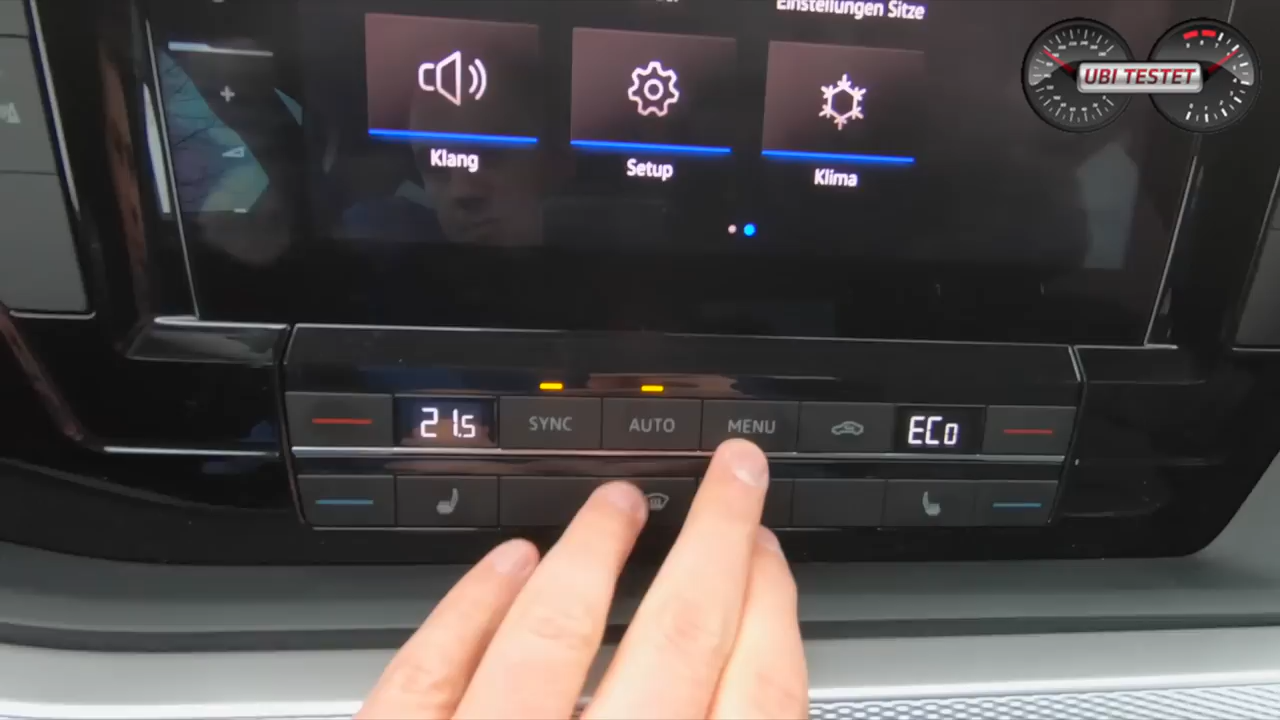 Einstellungen Sitze
UBI TESTET
Klang
Setup
Klima
21.5
SYNC
AUTO
MENU
ECo